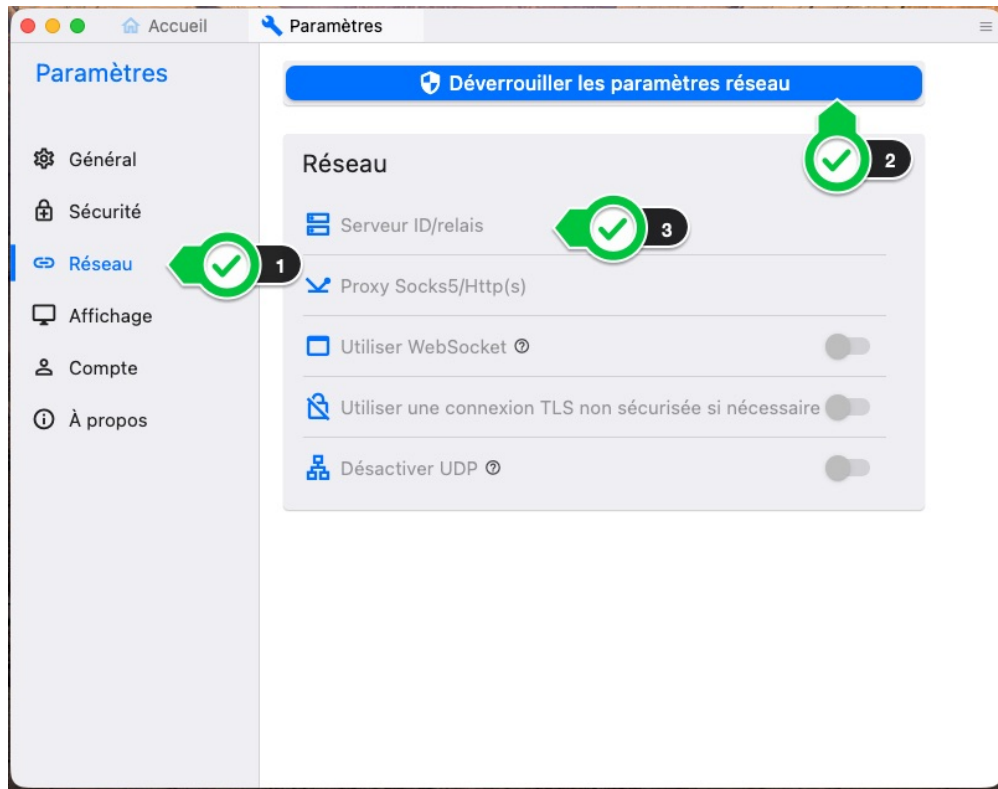 Accueil
Paramètres
Paramètres
Général
Sécurité
Réseau
1
Affichage
Compte
À propos
Déverrouiller les paramètres réseau
2
Réseau
Serveur ID/relais
3
Proxy Socks5/Http(s)
Utiliser WebSocket
Utiliser une connexion TLS non sécurisée si nécessaire
Désactiver UDP